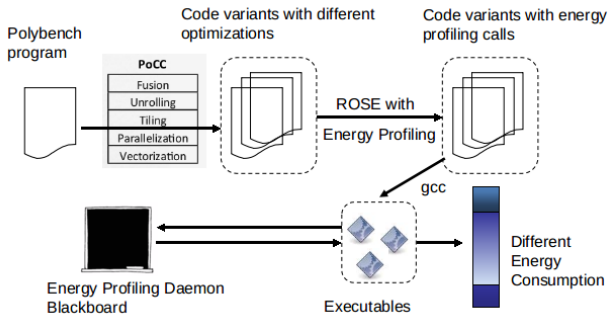 Polybench
program
PoCC
Fusion
Unrolling
Tiling
Parallelization
Vectorization
Code variants with different
optimizations
ROSE with
Energy Profiling
Code variants with energy
profiling calls
gcc
Energy Profiling Daemon
Blackboard
Executables
Different
Energy
Consumption